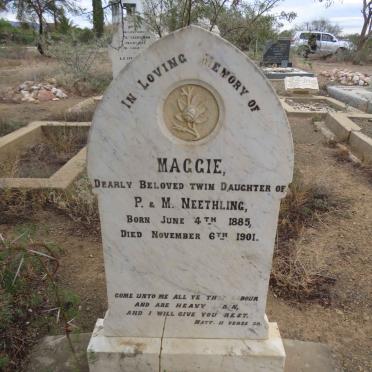 IN LOVING MEMORY OF
MAGGIE,
DEARLY BELOVED TWIN DAUGHTER OF
P. & M. NEETHLING,
BORN JUNE 4TH 1885,
DIED NOVEMBER 6TH 1901.
COME UNTO ME ALL YE
AND ARE HEAVY
AND I WILL GIVE YOU REST.
MATT. 11 VERSE 28.